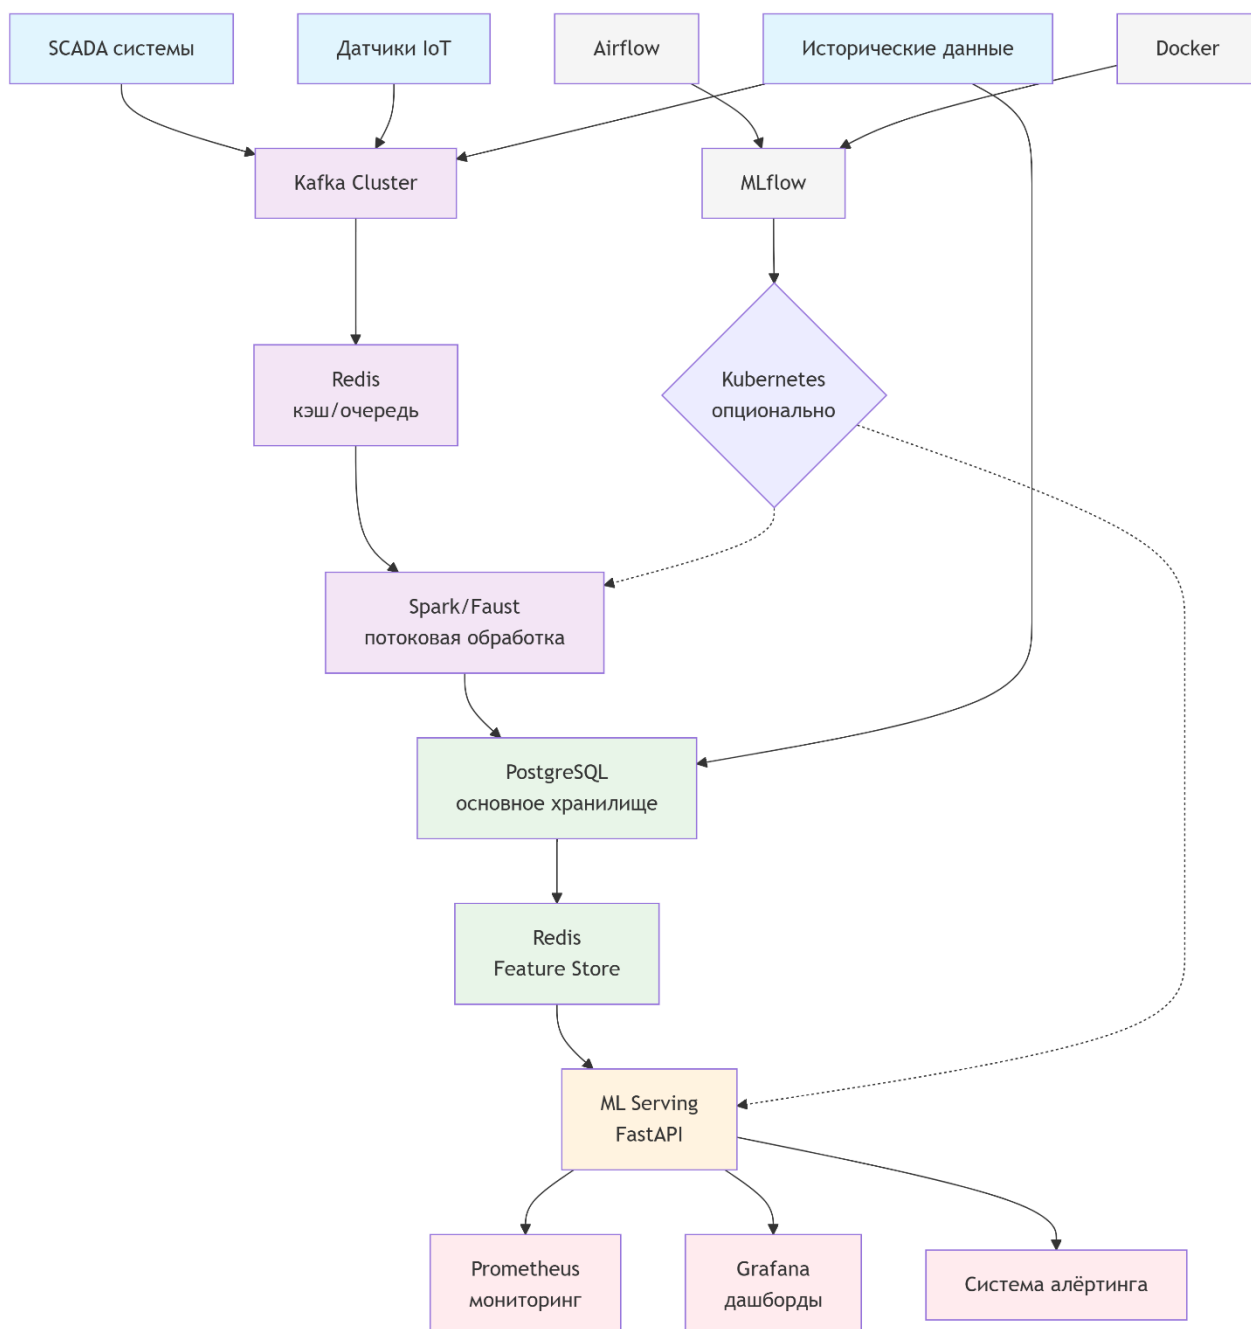 SCADA системы
Датчики IoT
Airflow
Исторические данные
Docker
Kafka Cluster
MLflow
Redis
кэш/очередь
Kubernetes
опционально
Spark/Faust
потоковая обработка
PostgreSQL
основное хранилище
Redis
Feature Store
ML Serving
FastAPI
Prometheus
мониторинг
Grafana
дашборды
Система алёртинга